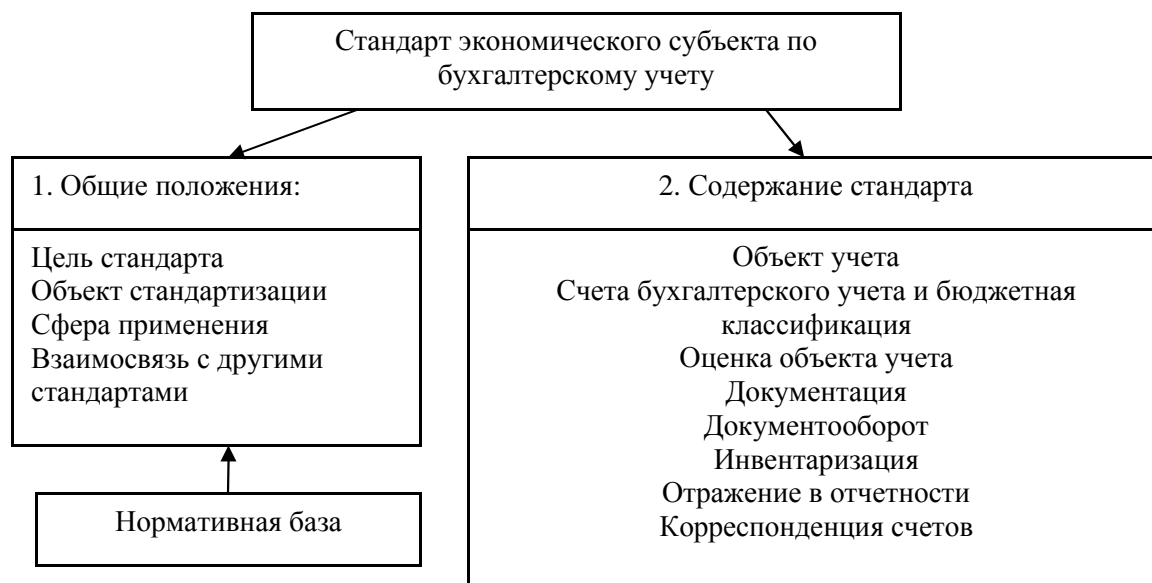 Стандарт экономического субъекта по
бухгалтерскому учету
1. Общие положения:
Цель стандарта
Объект стандартизации
Сфера применения
Взаимосвязь с другими
стандартами
Нормативная база
2. Содержание стандарта
Объект учета
Счета бухгалтерского учета и бюджетная
классификация
Оценка объекта учета
Документация
Документооборот
Инвентаризация
Отражение в отчетности
Корреспонденция счетов